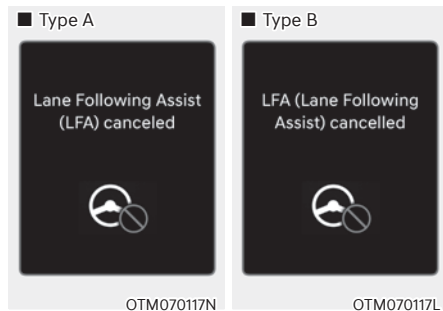 ■ Type A
Lane Following Assist
(LFA) canceled
OTM070117N
■ Type B
LFA (Lane Following
Assist) cancelled
OTM070117L